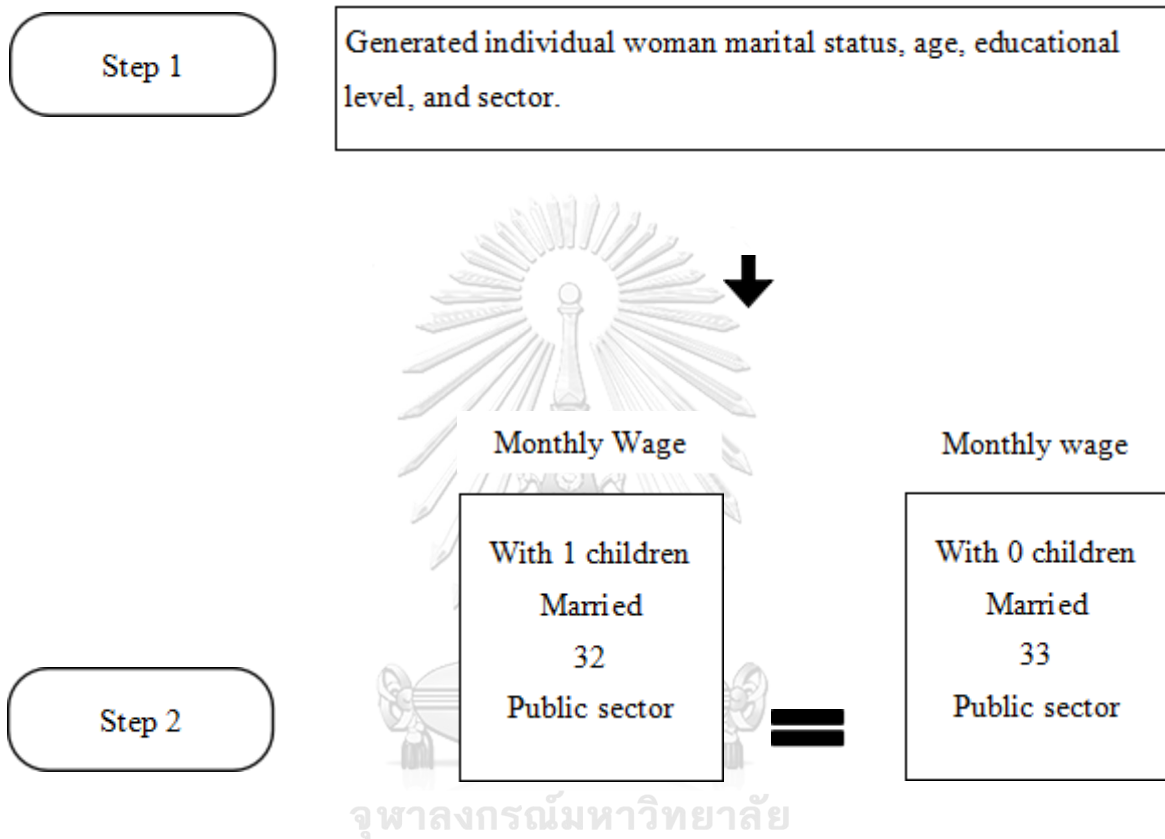 Step 1
Generated individual woman marital status, age, educational
level, and sector.
Monthly Wage
Monthly wage
With 1 children
Married
32
Public sector
With 0 children
Married
33
Public sector
Step 2
จุฬาลงกรณ์มหาวิทยาลัย